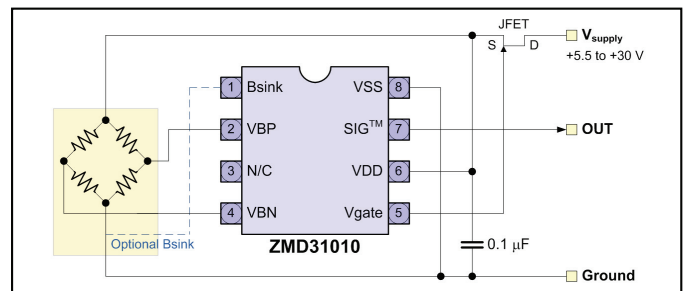 JFET
S
D
Vsupply
+5.5 to +30 V
1
Bsink
VSS
8
2
VBP
SIG™
7
OUT
3
N/C
VDD
6
4
VBN
Vgate
5
Optional Bsink
ZMD31010
0.1 µF
Ground